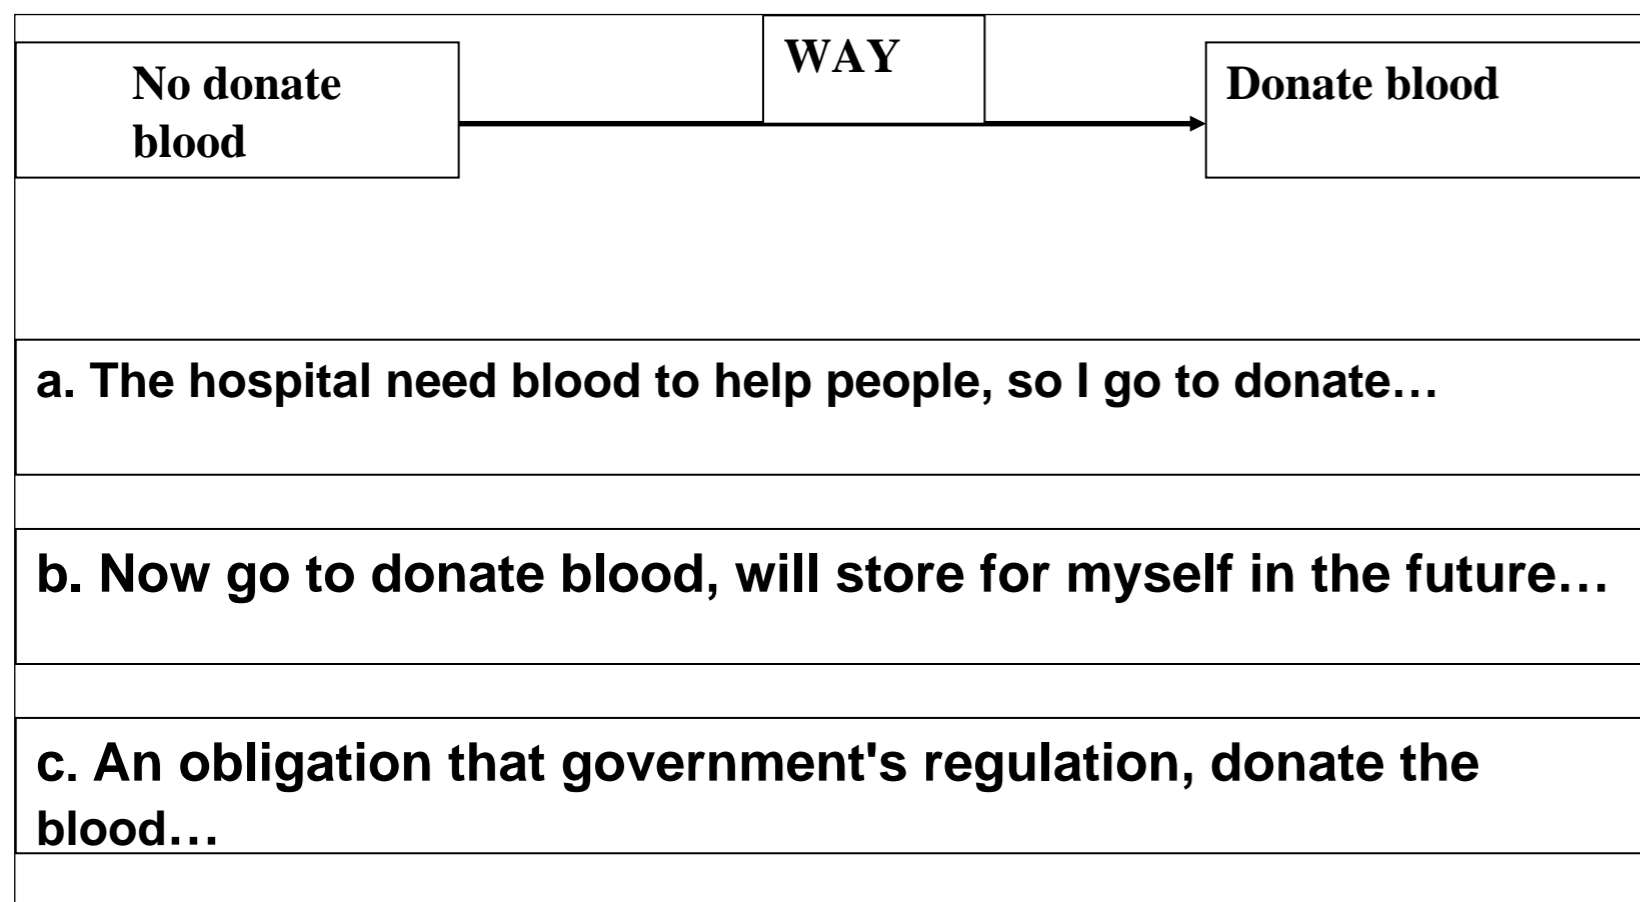 No donate
blood
WAY
Donate blood
a. The hospital need blood to help people, so I go to donate…
b. Now go to donate blood, will store for myself in the future…
c. An obligation that government's regulation, donate the
blood…